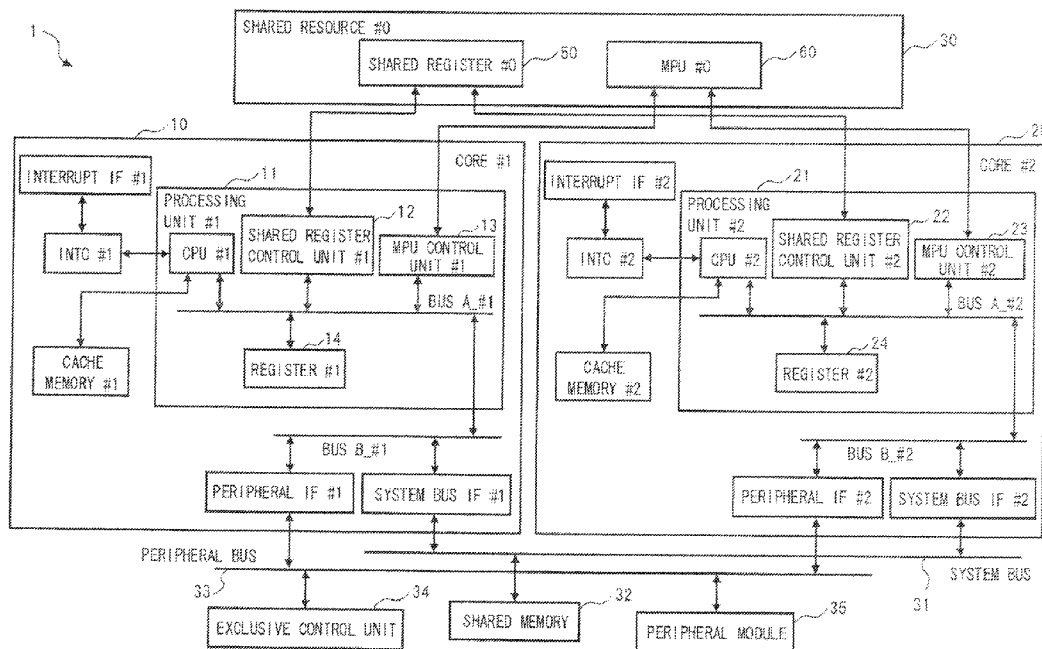 1
SHARED RESOURCE #0
30
SHARED REGISTER #0
50
MPU #0
60
10
CORE #1
INTERRUPT IF #1
11
PROCESSING
UNIT #1
12
13
INTC #1
CPU #1
SHARED REGISTER
CONTROL UNIT #1
MPU CONTROL
UNIT #1
BUS A_#1
14
CACHE
MEMORY #1
REGISTER #1
BUS B_#1
PERIPHERAL IF #1
SYSTEM BUS IF #1
CORE #2
INTERRUPT IF #2
21
PROCESSING
UNIT #2
22
23
INTC #2
CPU #2
SHARED REGISTER
CONTROL UNIT #2
MPU CONTROL
UNIT #2
BUS A_#2
24
CACHE
MEMORY #2
REGISTER #2
BUS B_#2
PERIPHERAL IF #2
SYSTEM BUS IF #2
PERIPHERAL BUS
SYSTEM BUS
33
34
32
35
31
EXCLUSIVE CONTROL UNIT
SHARED MEMORY
PERIPHERAL MODULE